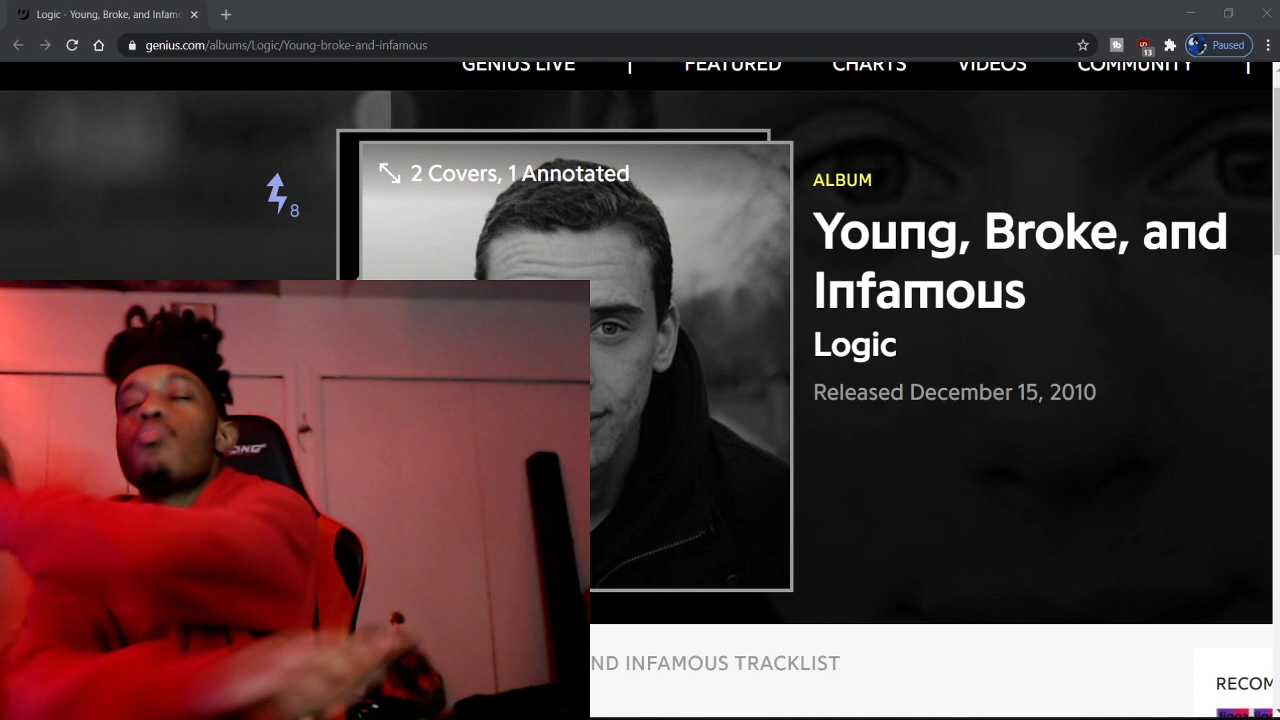 Logic - Young, Broke, and Infamo
genius.com/albums/Logic/Young-broke-and-infamous
13
Paused
GENIUS LIVE | FEATURED CHARTS VIDEOS COMMUNITY |
2 Covers, 1 Annotated
8
ALBUM
Young, Broke, and
Infamous
Logic
Released December 15, 2010
ND INFAMOUS TRACKLIST
RECOM